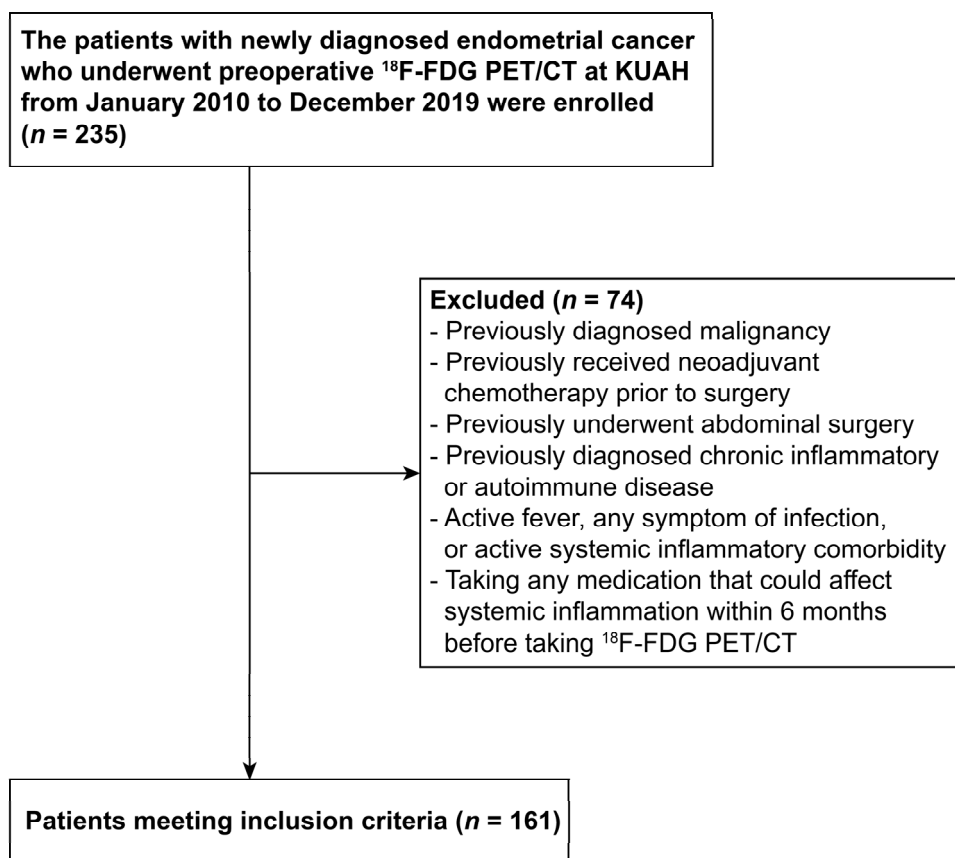 The patients with newly diagnosed endometrial cancer
who underwent preoperative ¹⁸F-FDG PET/CT at KUAH
from January 2010 to December 2019 were enrolled
(n = 235)
Excluded (n = 74)
- Previously diagnosed malignancy
- Previously received neoadjuvant
chemotherapy prior to surgery
- Previously underwent abdominal surgery
- Previously diagnosed chronic inflammatory
or autoimmune disease
- Active fever, any symptom of infection,
or active systemic inflammatory comorbidity
- Taking any medication that could affect
systemic inflammation within 6 months
before taking ¹⁸F-FDG PET/CT
Patients meeting inclusion criteria (n = 161)